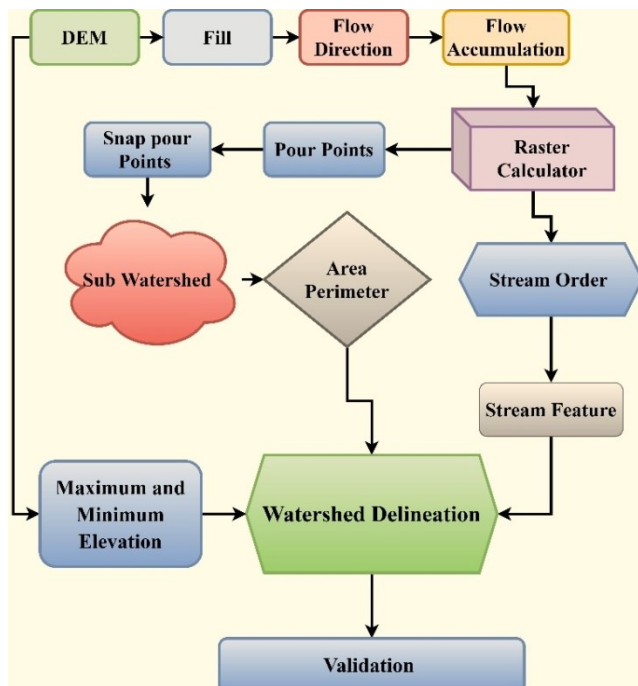 DEM
Fill
Flow
Direction
Flow
Accumulation
Snap pour
Points
Pour Points
Raster
Calculator
Sub Watershed
Area
Perimeter
Stream Order
Stream Feature
Maximum and
Minimum
Elevation
Watershed Delineation
Validation